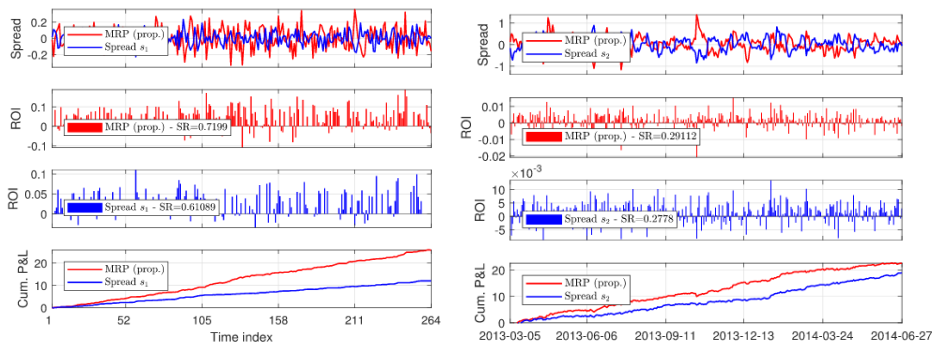 Spread
0.2
0
-0.2
MRP (prop.)
Spread s₁
ROI
0.1
0
-0.1
MRP (prop.) - SR=0.7199
ROI
0.1
0.05
0
Spread s₁ - SR=0.61089
Cum. P&L
20
10
0
MRP (prop.)
Spread s₁
1 52 105 158 211 264
Time index
Spread
1
0
-1
MRP (prop.)
Spread s₂
ROI
0.01
0
-0.01
-0.02
MRP (prop.) - SR=0.29112
×10⁻³
ROI
10
5
0
-5
Spread s₂ - SR=0.2778
Cum. P&L
20
10
0
MRP (prop.)
Spread s₂
2013-03-05 2013-06-06 2013-09-11 2013-12-13 2014-03-24 2014-06-27